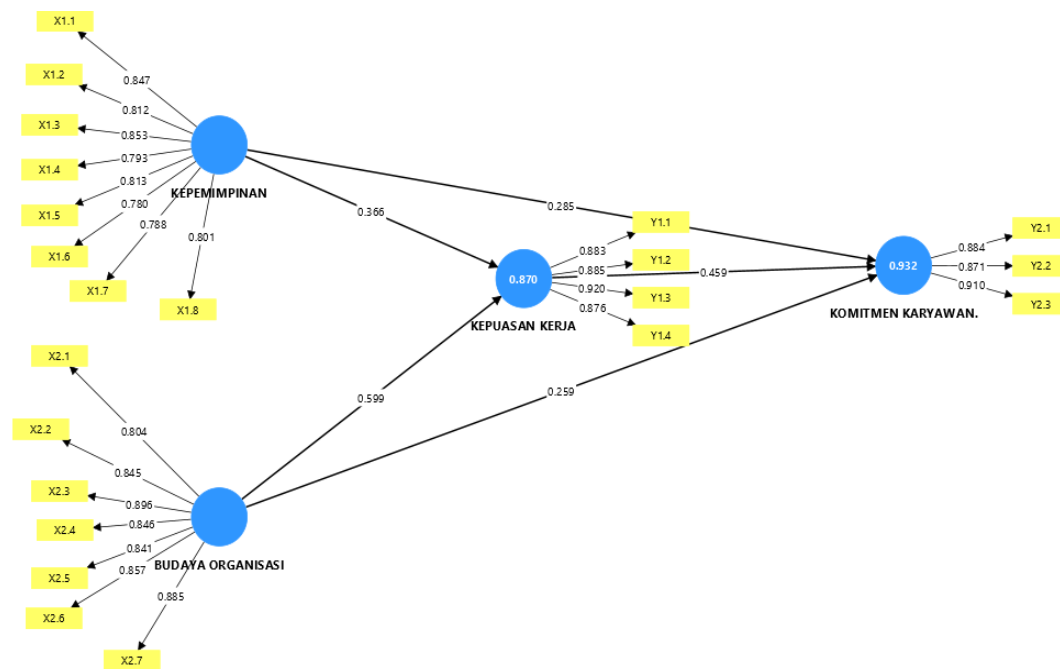 X1.1
X1.2
X1.3
X1.4
X1.5
X1.6
X1.7
X1.8
0.847
0.812
0.853
0.793
0.813
0.780
0.788
0.801
KEPEMIMPINAN
0.366
0.285
Y1.1
Y1.2
Y1.3
Y1.4
0.883
0.885
0.920
0.876
0.870
KEPUASAN KERJA
0.459
0.932
KOMITMEN KARYAWAN.
0.884
0.871
0.910
Y2.1
Y2.2
Y2.3
0.599
0.259
X2.1
X2.2
X2.3
X2.4
X2.5
X2.6
X2.7
0.804
0.845
0.896
0.846
0.841
0.857
0.885
BUDAYA ORGANISASI